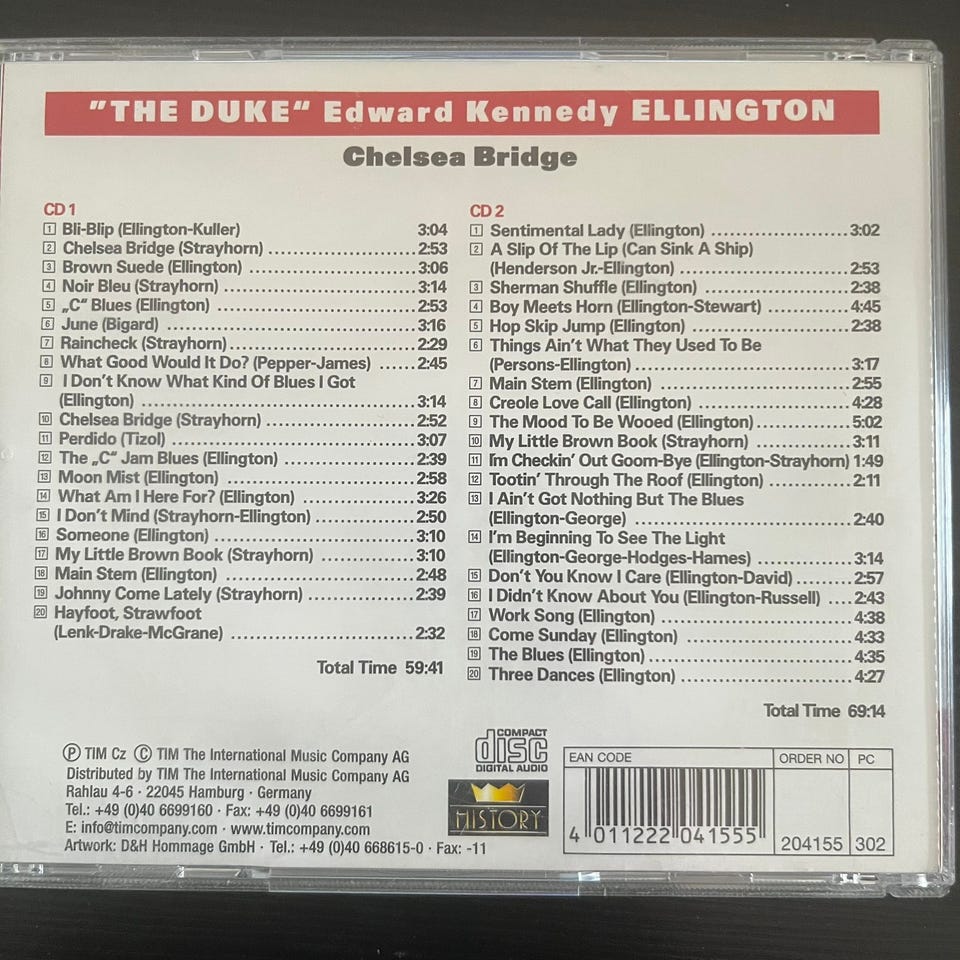 "THE DUKE“ Edward Kennedy ELLINGTON
Chelsea Bridge
CD 1
1 Bli-Blip (Ellington-Kuller) 3:04
2 Chelsea Bridge (Strayhorn) ........................ 2:53
3 Brown Suede (Ellington) ........................... 3:06
4 Noir Bleu (Strayhorn) ................................ 3:14
5 „C“ Blues (Ellington) ................................. 2:53
6 June (Bigard) ........................................... 3:16
7 Raincheck (Strayhorn) .............................. 2:29
8 What Good Would It Do? (Pepper-James) ...... 2:45
9 I Don't Know What Kind Of Blues I Got
(Ellington) ............................................... 3:14
10 Chelsea Bridge (Strayhorn) ........................ 2:52
11 Perdido (Tizol) ......................................... 3:07
12 The „C“ Jam Blues (Ellington) ..................... 2:39
13 Moon Mist (Ellington) ............................... 2:58
14 What Am I Here For? (Ellington) .................. 3:26
15 I Don't Mind (Strayhorn-Ellington) ............... 2:50
16 Someone (Ellington) ................................. 3:10
17 My Little Brown Book (Strayhorn) ............... 3:10
18 Main Stem (Ellington) .............................. 2:48
19 Johnny Come Lately (Strayhorn) .................. 2:39
20 Hayfoot, Strawfoot
(Lenk-Drake-McGrane) .............................. 2:32
Total Time 59:41
CD 2
1 Sentimental Lady (Ellington) ..................... 3:02
2 A Slip Of The Lip (Can Sink A Ship)
(Henderson Jr.-Ellington) ........................... 2:53
3 Sherman Shuffle (Ellington) ........................ 2:38
4 Boy Meets Horn (Ellington-Stewart) ............ 4:45
5 Hop Skip Jump (Ellington) ........................ 2:38
6 Things Ain't What They Used To Be
(Persons-Ellington) .................................. 3:17
7 Main Stem (Ellington) .............................. 2:55
8 Creole Love Call (Ellington) ........................ 4:28
9 The Mood To Be Wooed (Ellington) ............... 5:02
10 My Little Brown Book (Strayhorn) ............... 3:11
11 I'm Checkin' Out Goom-Bye (Ellington-Strayhorn) 1:49
12 Tootin' Through The Roof (Ellington) ............ 2:11
13 I Ain't Got Nothing But The Blues
(Ellington-George) .................................. 2:40
14 I'm Beginning To See The Light
(Ellington-George-Hodges-Hames) ............... 3:14
15 Don't You Know I Care (Ellington-David) ......... 2:57
16 I Didn't Know About You (Ellington-Russell) .... 2:43
17 Work Song (Ellington) .............................. 4:38
18 Come Sunday (Ellington) ........................... 4:33
19 The Blues (Ellington) ................................ 4:35
20 Three Dances (Ellington) ........................... 4:27
Total Time 69:14
Ⓟ TIM Cz Ⓒ TIM The International Music Company AG
Distributed by TIM The International Music Company AG
Rahlau 4-6 · 22045 Hamburg · Germany
Tel.: +49 (0)40 6699160 · Fax: +49 (0)40 6699161
E: info@timcompany.com · www.timcompany.com
Artwork: D&H Hommage GmbH · Tel.: +49 (0)40 668615-0 · Fax: -11
COMPACT
disc
DIGITAL AUDIO
HISTORY
EAN CODE
4 011222 041555
ORDER NO
204155
PC
302